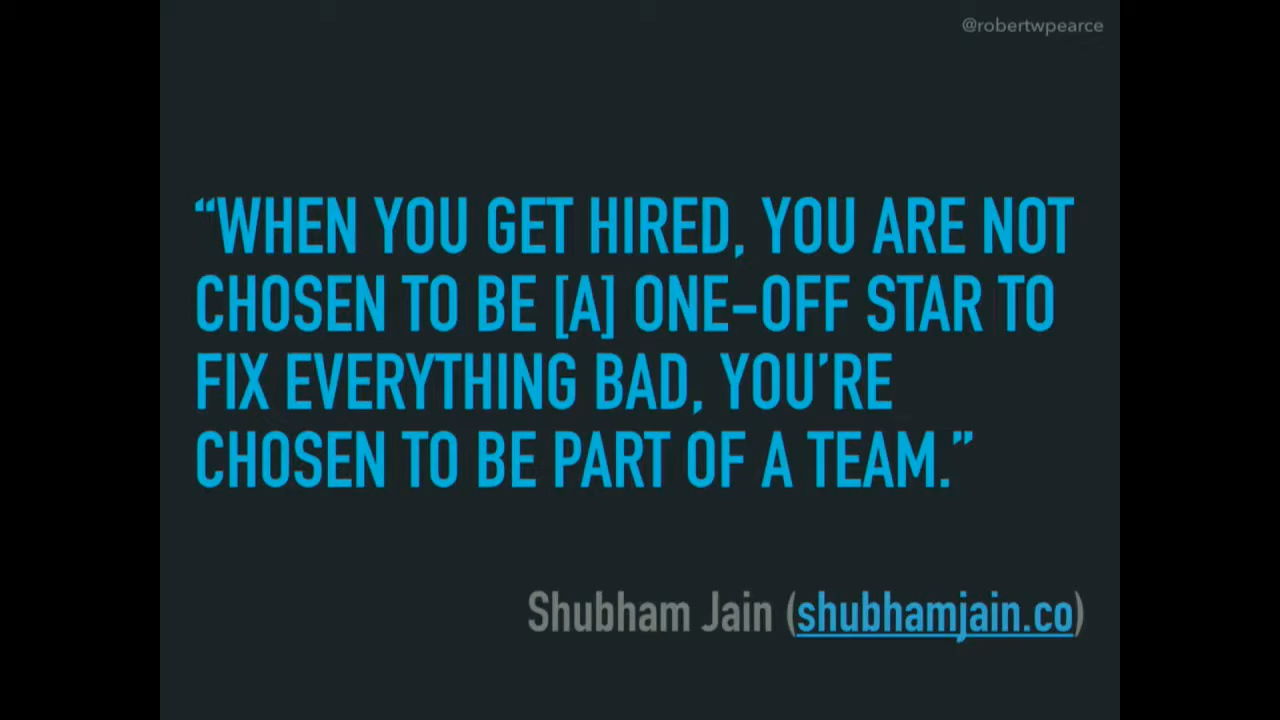 @robertwpearce
“WHEN YOU GET HIRED, YOU ARE NOT
CHOSEN TO BE [A] ONE-OFF STAR TO
FIX EVERYTHING BAD, YOU’RE
CHOSEN TO BE PART OF A TEAM.”
Shubham Jain (shubhamjain.co)